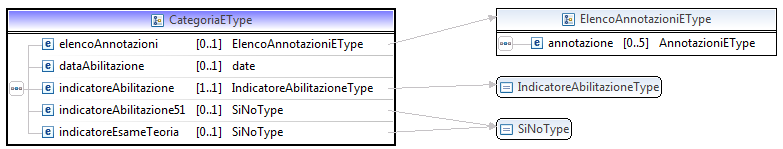 CategoriaEType
elencoAnnotazioni [0..1] ElencoAnnotazioniEType
dataAbilitazione [0..1] date
indicatoreAbilitazione [1..1] IndicatoreAbilitazioneType
indicatoreAbilitazione51 [0..1] SiNoType
indicatoreEsameTeoria [0..1] SiNoType
ElencoAnnotazioniEType
annotazione [0..5] AnnotazioniEType
IndicatoreAbilitazioneType
SiNoType